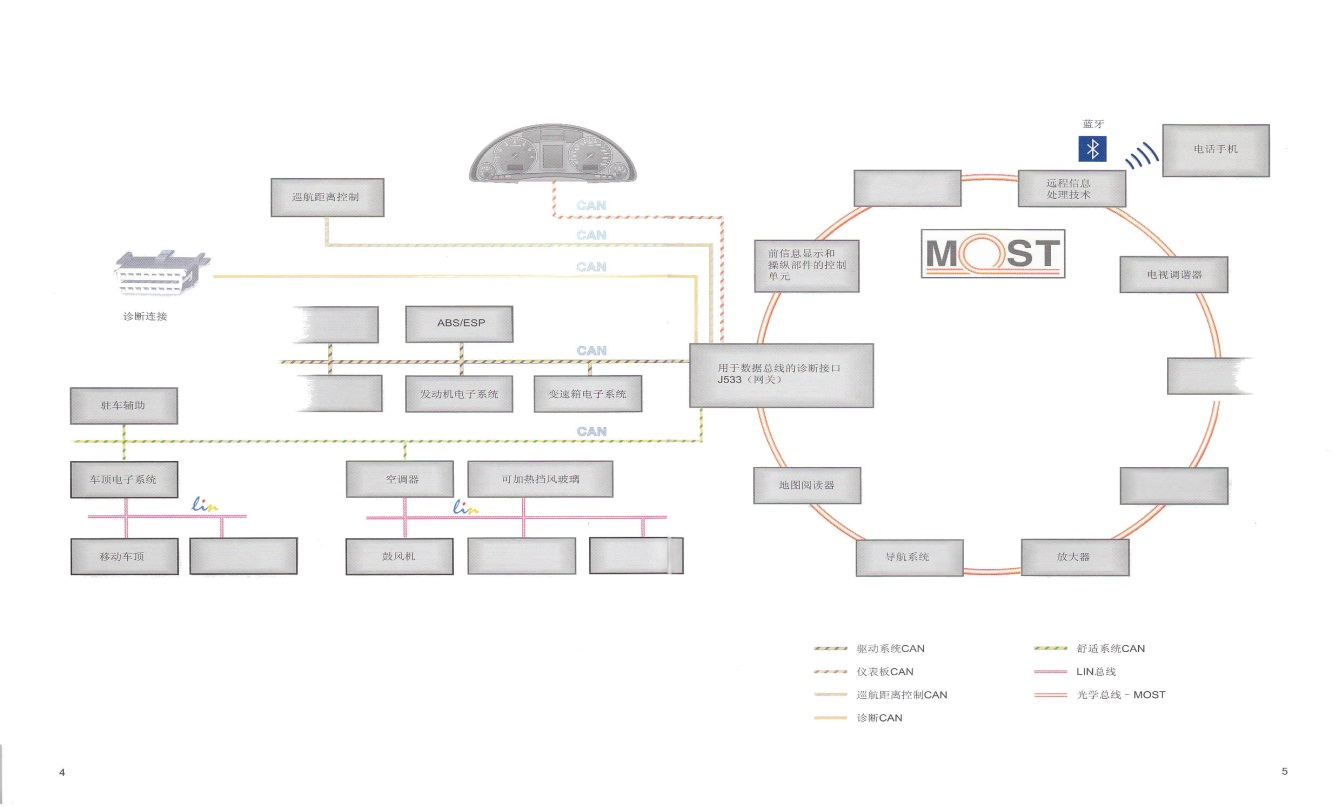 蓝牙
电话手机
巡航距离控制
CAN
CAN
CAN
远程信息
处理技术
MOST
前信息显示和
操纵部件的控制
单元
电视调谐器
诊断连接
ABS/ESP
CAN
用于数据总线的诊断接口
J533（网关）
发动机电子系统
变速箱电子系统
驻车辅助
CAN
车顶电子系统
空调器
可加热挡风玻璃
地图阅读器
lin
lin
移动车顶
鼓风机
导航系统
放大器
驱动系统CAN
舒适系统CAN
仪表板CAN
LIN总线
巡航距离控制CAN
光学总线 - MOST
诊断CAN
4
5